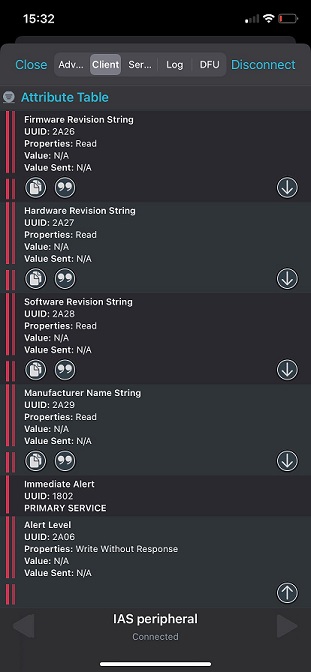 15:32
Close
Adv...
Client
Ser...
Log
DFU
Disconnect
Attribute Table
Firmware Revision String
UUID: 2A26
Properties: Read
Value: N/A
Value Sent: N/A
Hardware Revision String
UUID: 2A27
Properties: Read
Value: N/A
Value Sent: N/A
Software Revision String
UUID: 2A28
Properties: Read
Value: N/A
Value Sent: N/A
Manufacturer Name String
UUID: 2A29
Properties: Read
Value: N/A
Value Sent: N/A
Immediate Alert
UUID: 1802
PRIMARY SERVICE
Alert Level
UUID: 2A06
Properties: Write Without Response
Value: N/A
Value Sent: N/A
IAS peripheral
Connected